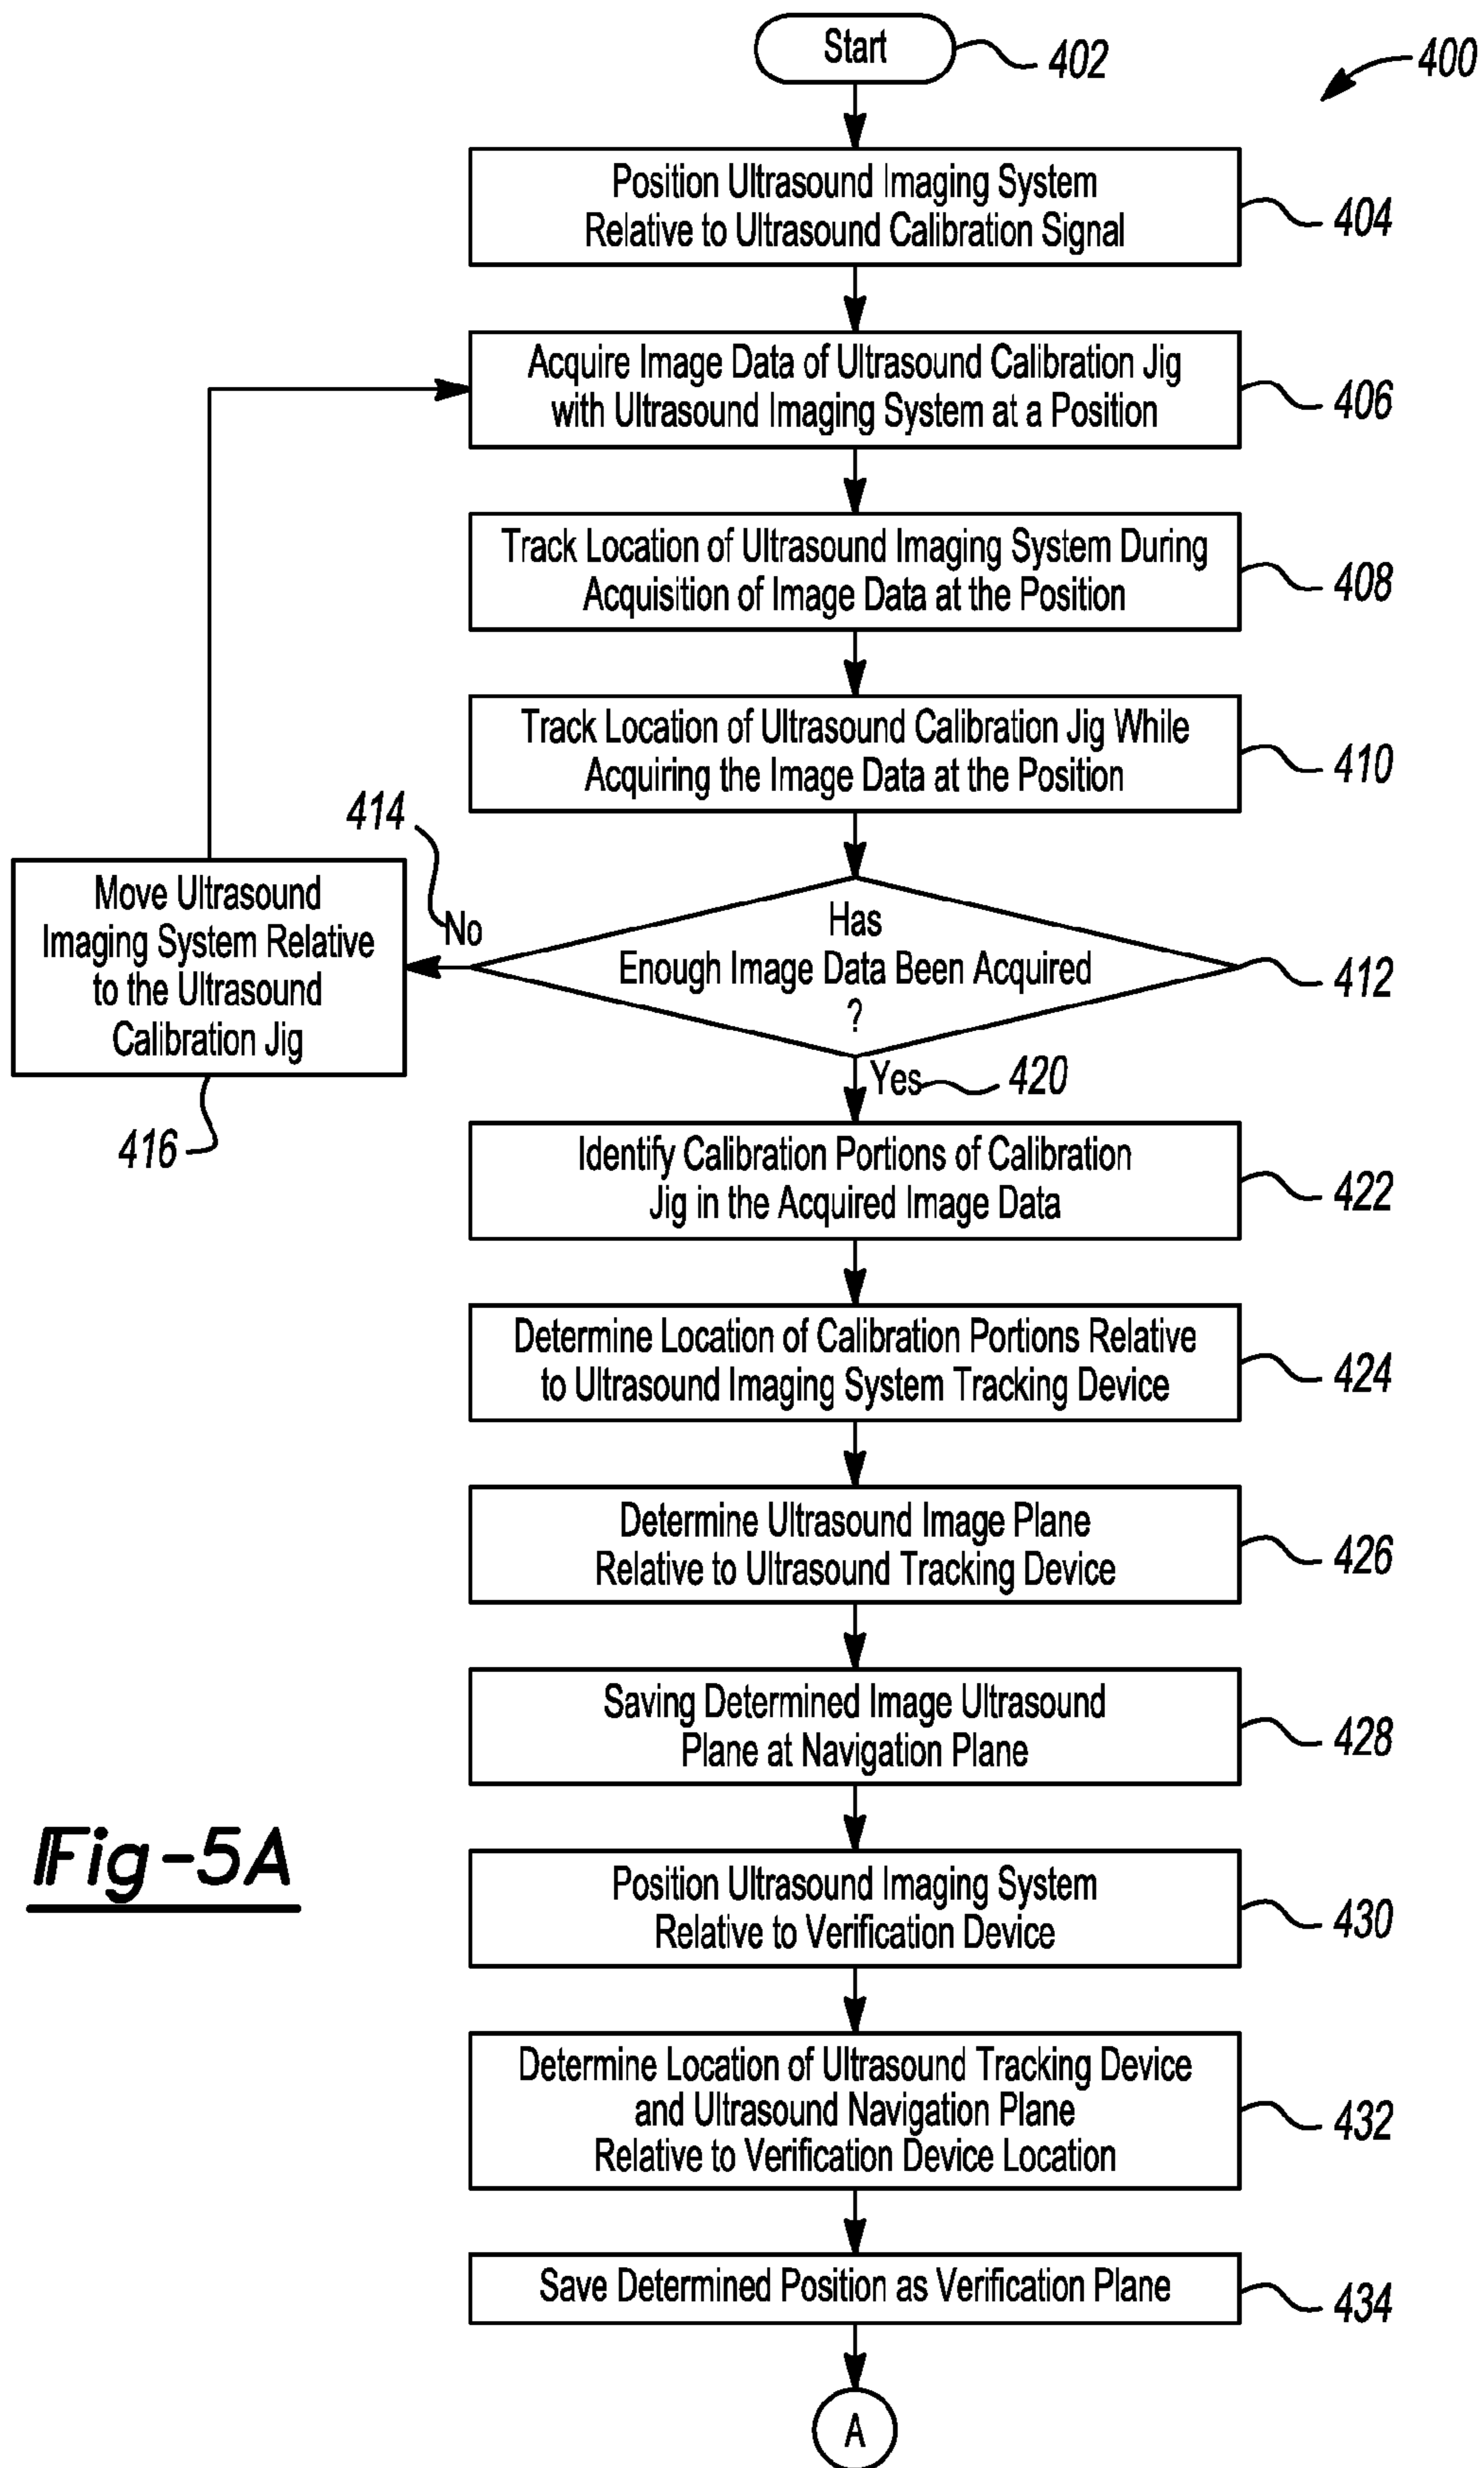 Start
402
400
Position Ultrasound Imaging System
Relative to Ultrasound Calibration Signal
404
Acquire Image Data of Ultrasound Calibration Jig
with Ultrasound Imaging System at a Position
406
Track Location of Ultrasound Imaging System During
Acquisition of Image Data at the Position
408
Track Location of Ultrasound Calibration Jig While
Acquiring the Image Data at the Position
410
414
No
Move Ultrasound
Imaging System Relative
to the Ultrasound
Calibration Jig
416
Has
Enough Image Data Been Acquired
?
412
Yes
420
Identify Calibration Portions of Calibration
Jig in the Acquired Image Data
422
Determine Location of Calibration Portions Relative
to Ultrasound Imaging System Tracking Device
424
Determine Ultrasound Image Plane
Relative to Ultrasound Tracking Device
426
Saving Determined Image Ultrasound
Plane at Navigation Plane
428
Fig-5A
Position Ultrasound Imaging System
Relative to Verification Device
430
Determine Location of Ultrasound Tracking Device
and Ultrasound Navigation Plane
Relative to Verification Device Location
432
Save Determined Position as Verification Plane
434
A